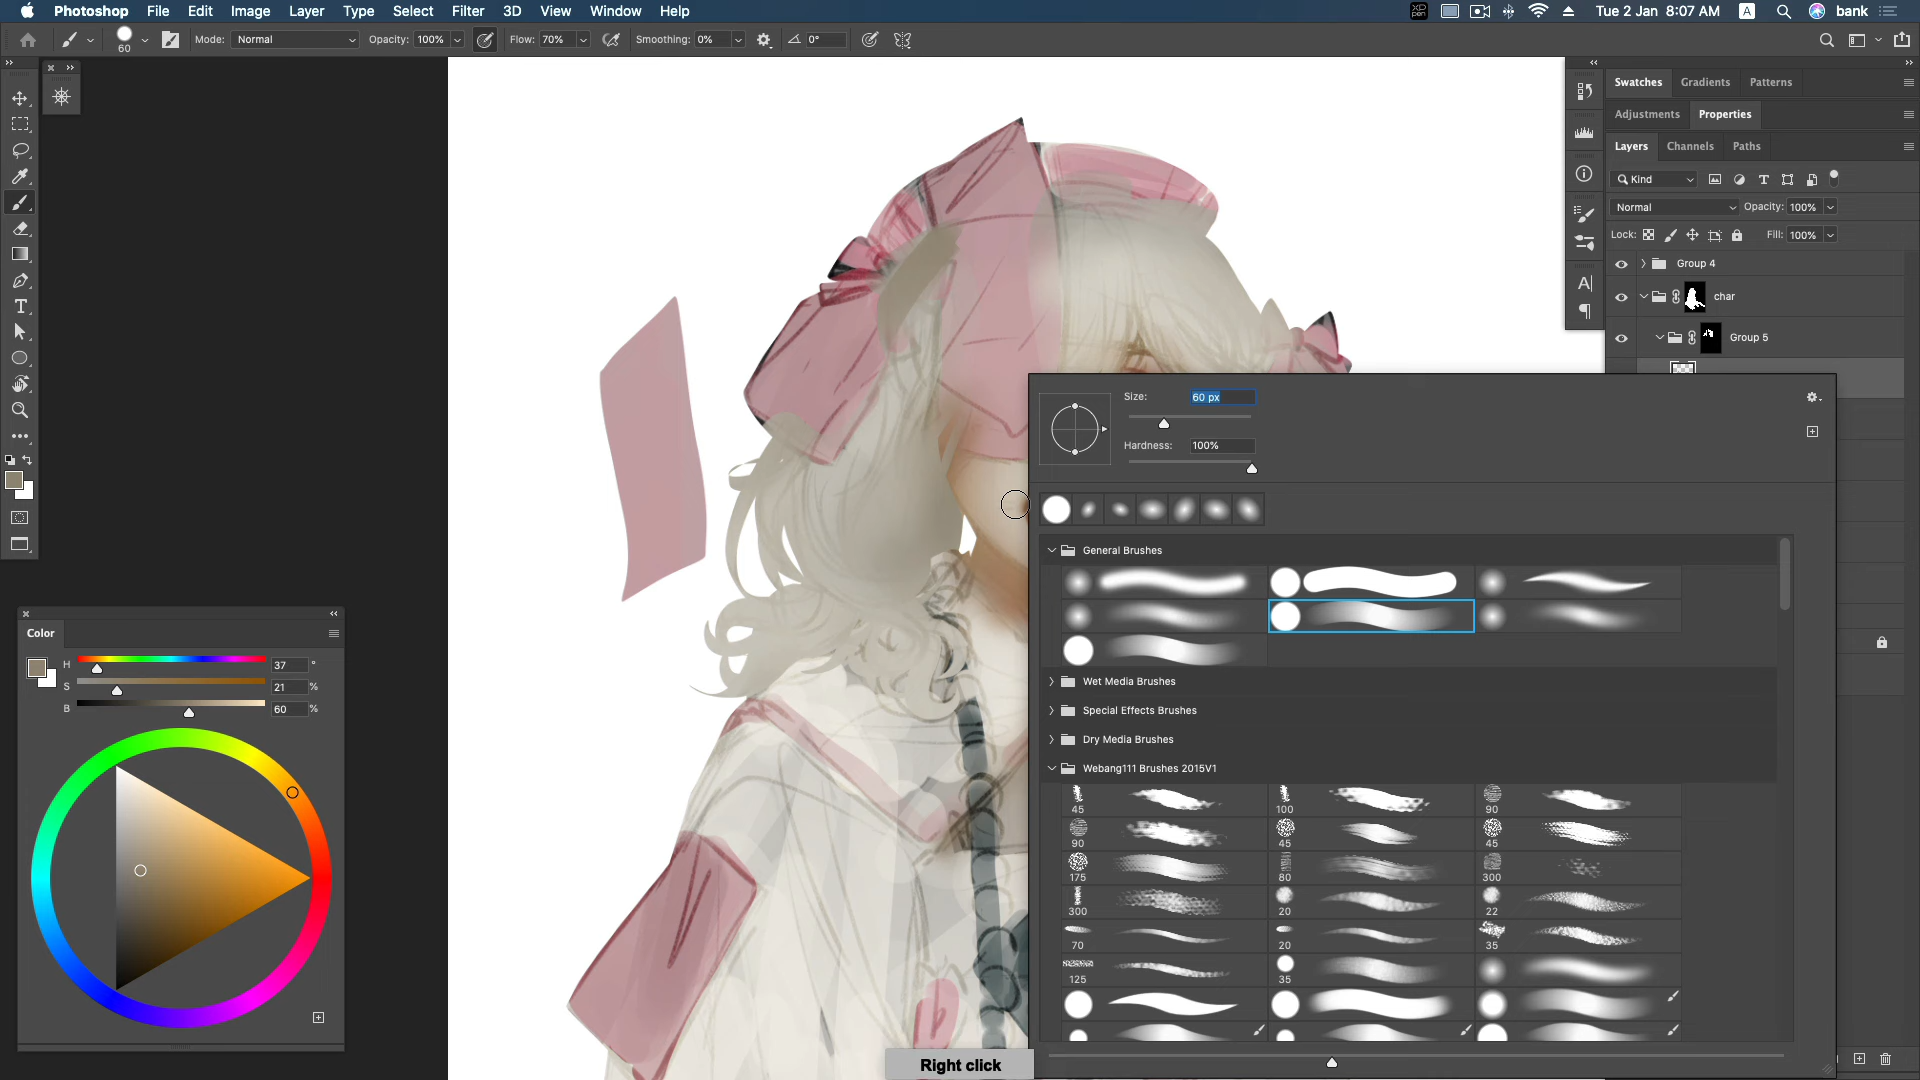 Photoshop File Edit Image Layer Type Select Filter 3D View Window Help
XD pen
Tue 2 Jan 8:07 AM A bank
60
Mode: Normal Opacity: 100% Flow: 70% Smoothing: 0% 0°
Swatches Gradients Patterns
Adjustments Properties
Layers Channels Paths
Kind
Normal Opacity: 100%
Lock: Fill: 100%
Group 4
char
Group 5
Size: 60 px
Hardness: 100%
General Brushes
Wet Media Brushes
Special Effects Brushes
Dry Media Brushes
Webang111 Brushes 2015V1
45 100 90
90 45 45
175 80 300
300 20 22
70 20 35
125 35
Color
H 37 °
S 21 %
B 60 %
Right click